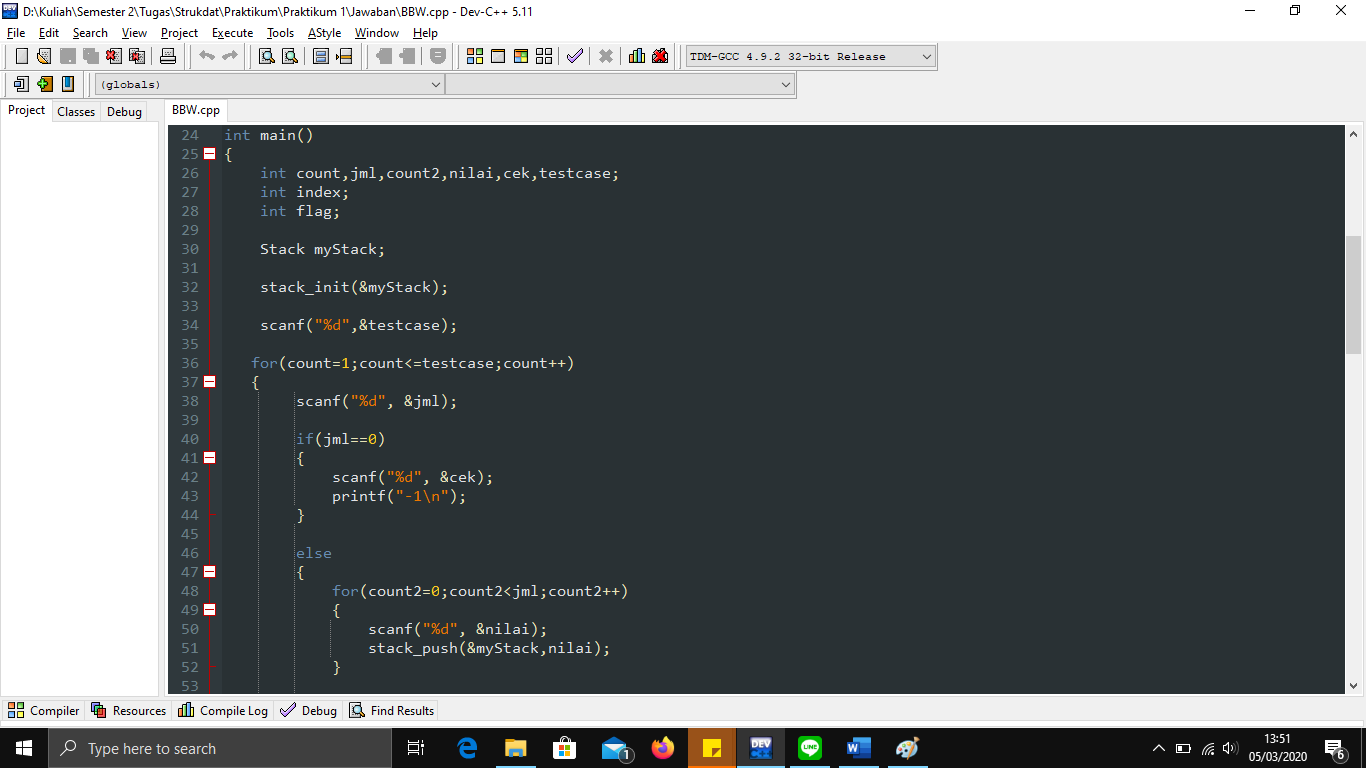 D:\Kuliah\Semester 2\Tugas\Strukdat\Praktikum\Praktikum 1\Jawaban\BBW.cpp - Dev-C++ 5.11
File Edit Search View Project Execute Tools AStyle Window Help
TDM-GCC 4.9.2 32-bit Release
(globals)
Project Classes Debug BBW.cpp
24 int main()
25 {
26 int count,jml,count2,nilai,cek,testcase;
27 int index;
28 int flag;
29
30 Stack myStack;
31
32 stack_init(&myStack);
33
34 scanf("%d",&testcase);
35
36 for(count=1;count<=testcase;count++)
37 {
38 scanf("%d", &jml);
39
40 if(jml==0)
41 {
42 scanf("%d", &cek);
43 printf("-1\n");
44 }
45
46 else
47 {
48 for(count2=0;count2<jml;count2++)
49 {
50 scanf("%d", &nilai);
51 stack_push(&myStack,nilai);
52 }
53
Compiler Resources Compile Log Debug Find Results
Type here to search
1
DEV
LINE
W
13:51
05/03/2020
6